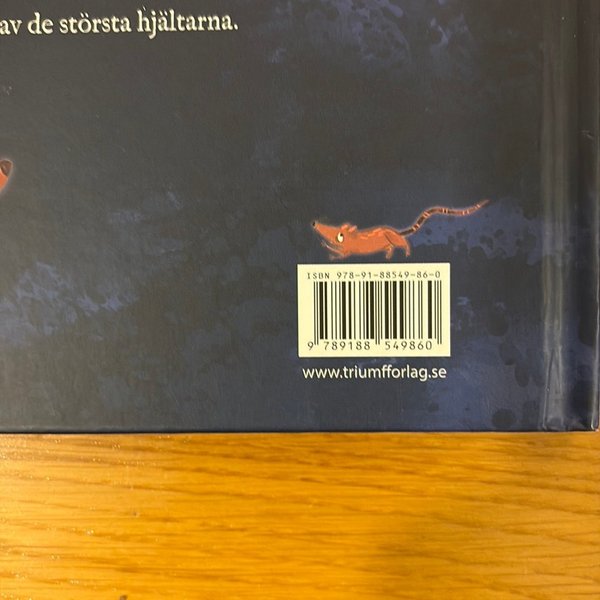 av de största hjältarna.
ISBN 978-91-88549-86-0
9 789188 549860
www.triumfforlag.se